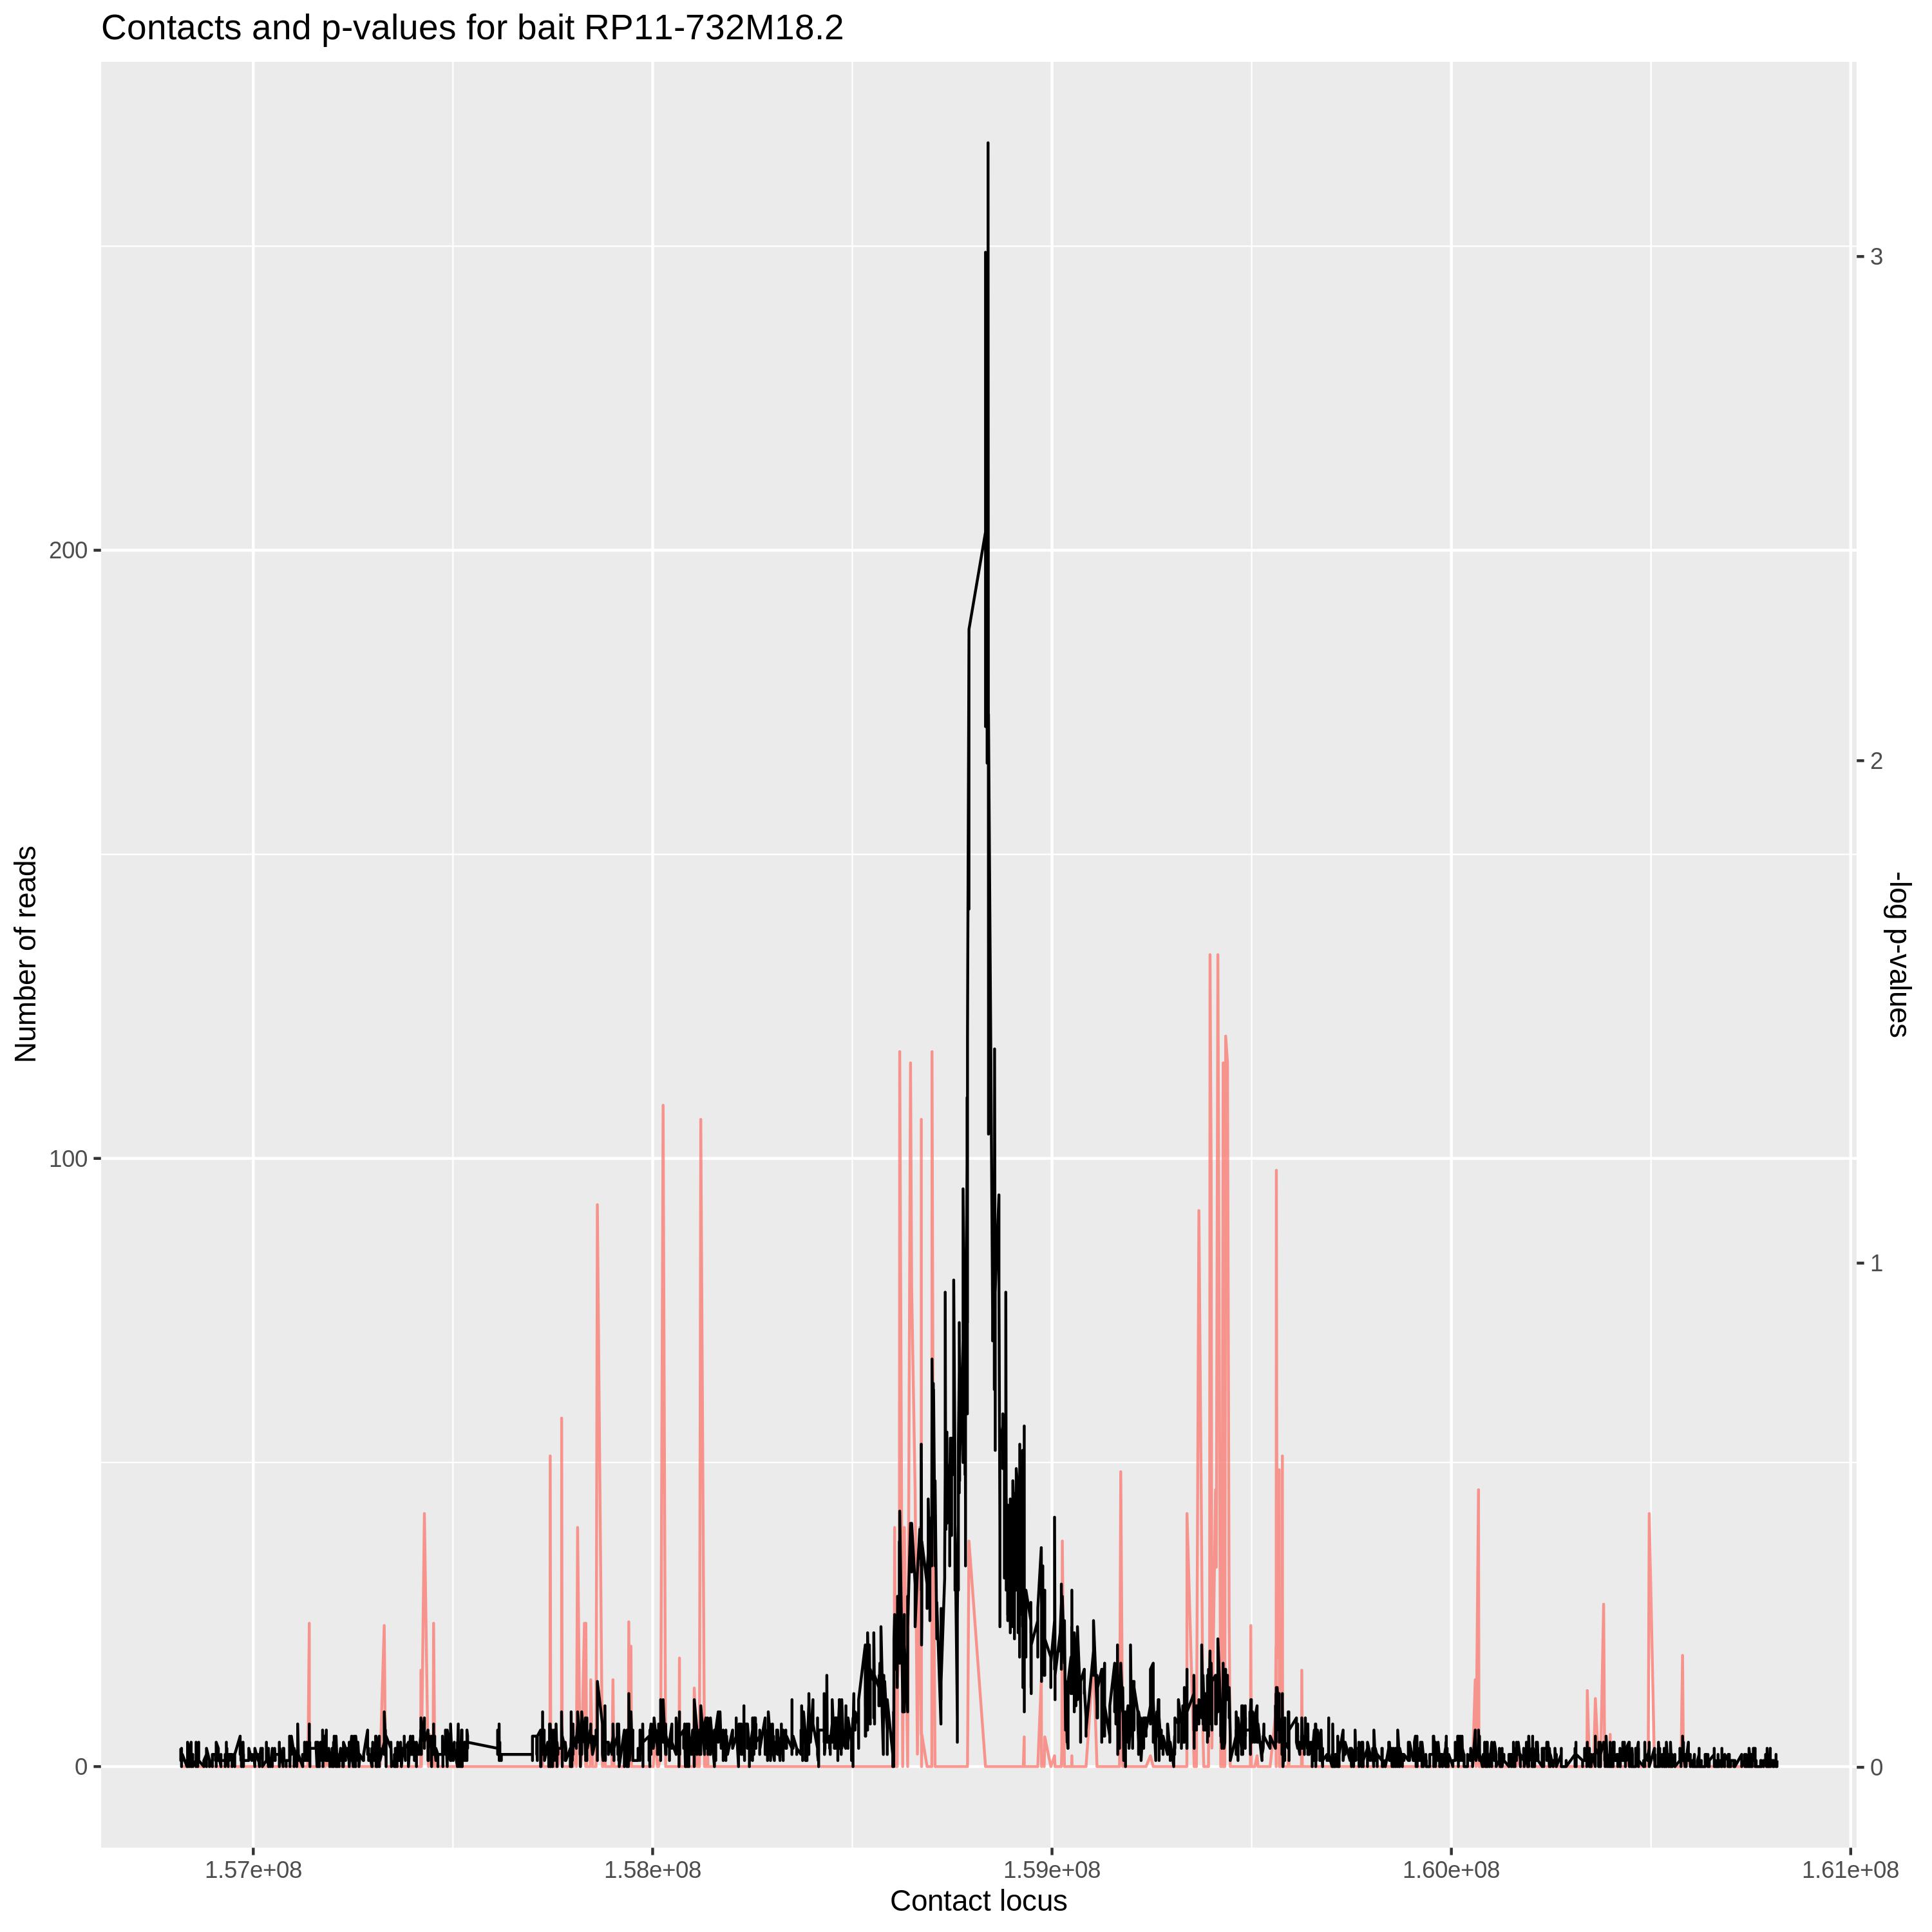 Contacts and p-values for bait RP11-732M18.2
Number of reads
200
100
0
3
2
1
0
-log p-values
1.57e+08
1.58e+08
1.59e+08
1.60e+08
1.61e+08
Contact locus